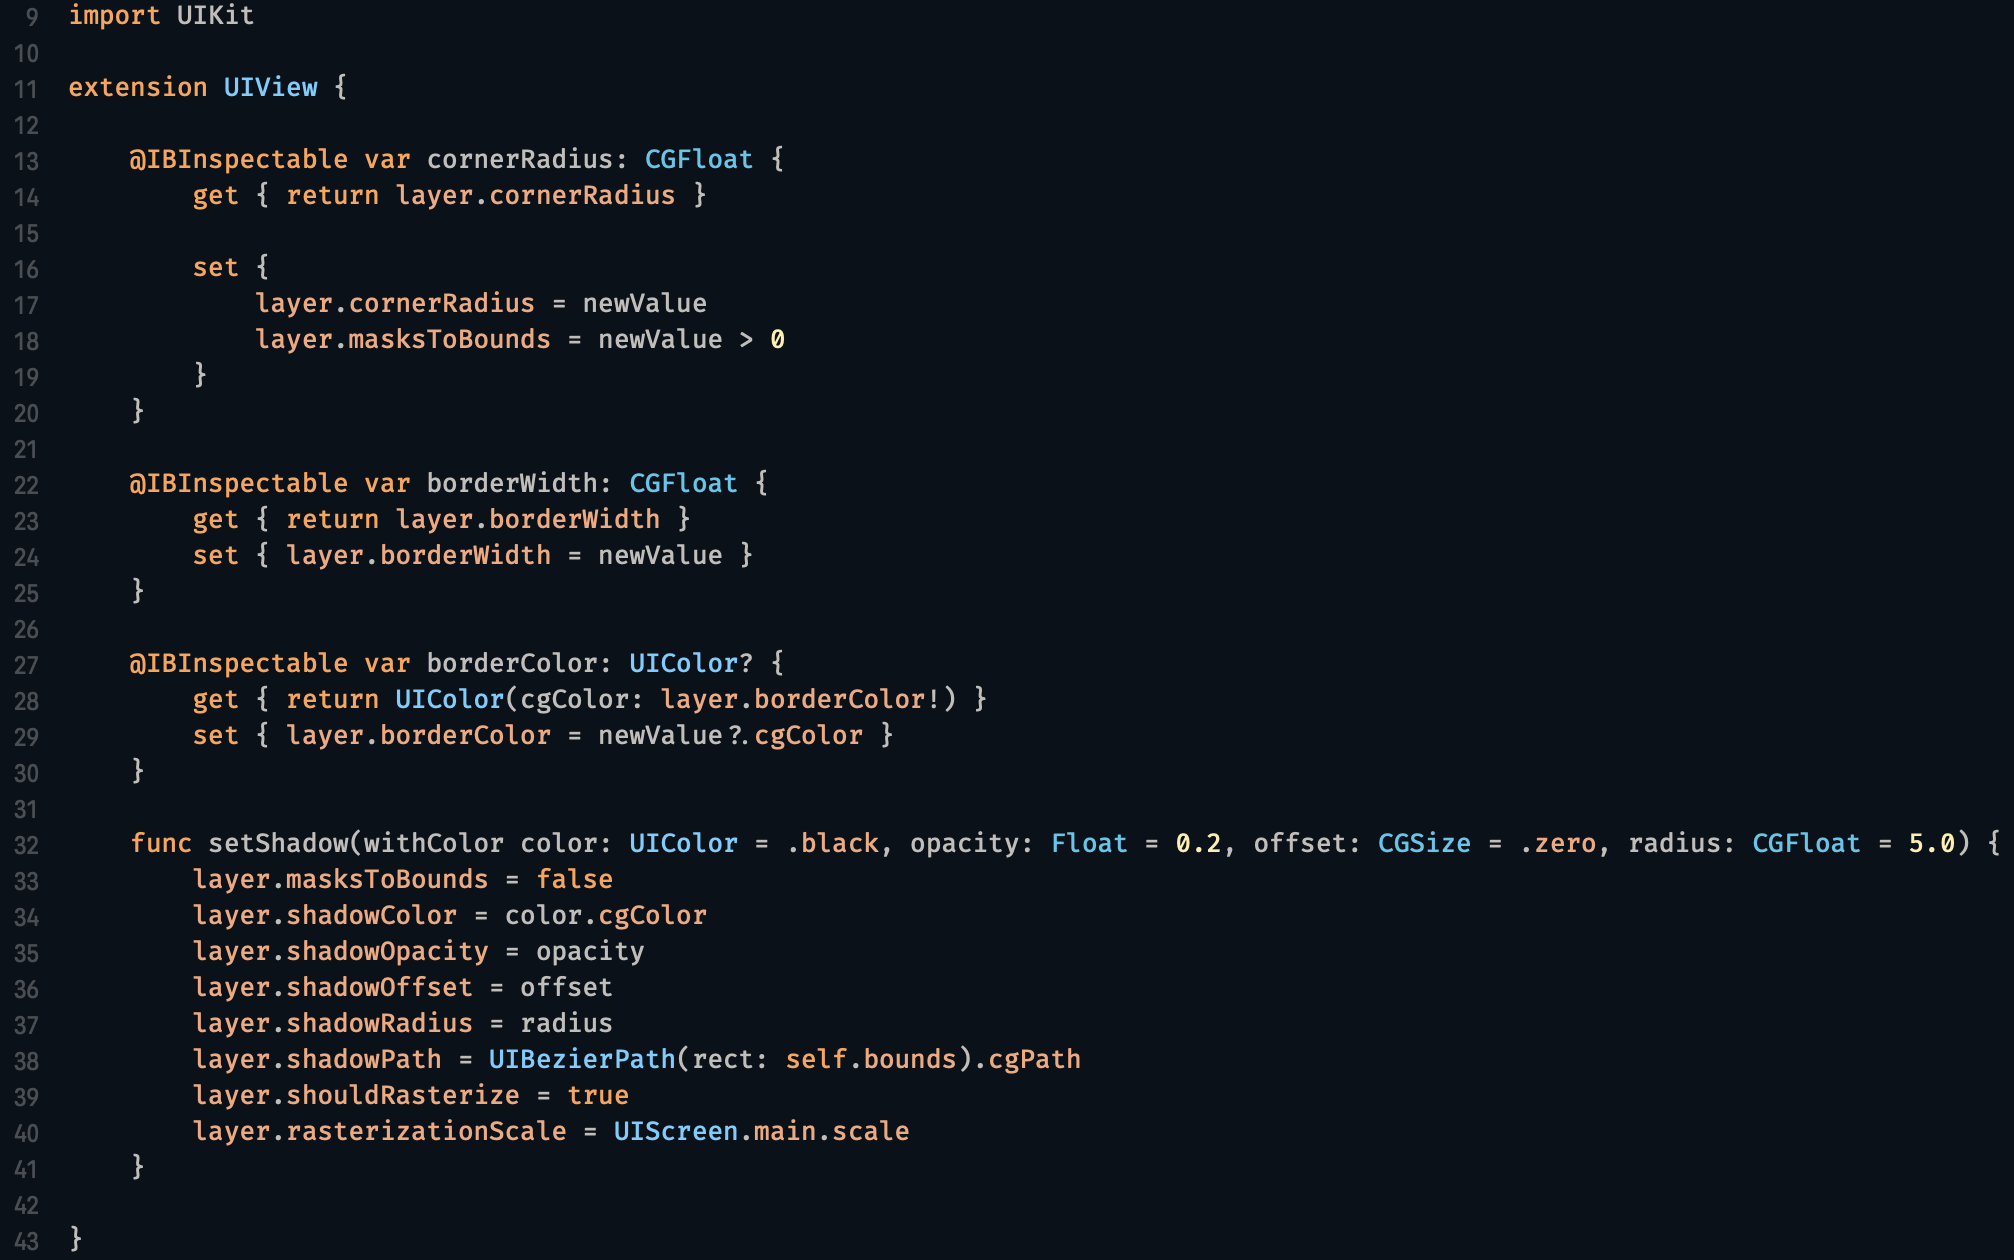 9 import UIKit
10
11 extension UIView {
12
13     @IBInspectable var cornerRadius: CGFloat {
14         get { return layer.cornerRadius }
15
16         set {
17             layer.cornerRadius = newValue
18             layer.masksToBounds = newValue > 0
19         }
20     }
21
22     @IBInspectable var borderWidth: CGFloat {
23         get { return layer.borderWidth }
24         set { layer.borderWidth = newValue }
25     }
26
27     @IBInspectable var borderColor: UIColor? {
28         get { return UIColor(cgColor: layer.borderColor!) }
29         set { layer.borderColor = newValue?.cgColor }
30     }
31
32     func setShadow(withColor color: UIColor = .black, opacity: Float = 0.2, offset: CGSize = .zero, radius: CGFloat = 5.0) {
33         layer.masksToBounds = false
34         layer.shadowColor = color.cgColor
35         layer.shadowOpacity = opacity
36         layer.shadowOffset = offset
37         layer.shadowRadius = radius
38         layer.shadowPath = UIBezierPath(rect: self.bounds).cgPath
39         layer.shouldRasterize = true
40         layer.rasterizationScale = UIScreen.main.scale
41     }
42
43 }